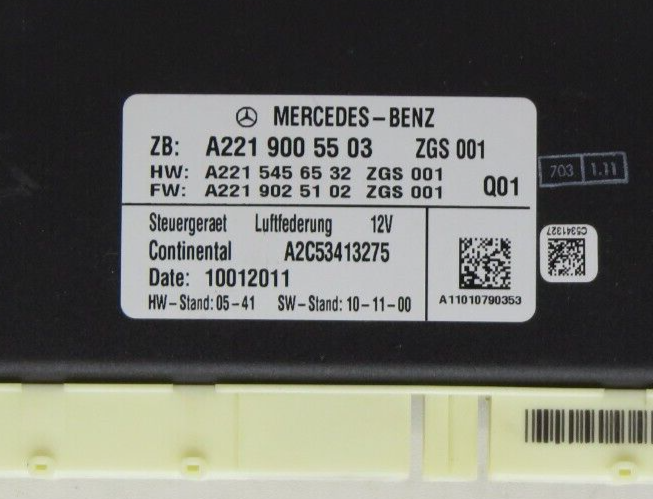 MERCEDES-BENZ
ZB: A221 900 55 03 ZGS 001
HW: A221 545 65 32 ZGS 001
FW: A221 902 51 02 ZGS 001 Q01
Steuergeraet Luftfederung 12V
Continental A2C53413275
Date: 10012011
HW-Stand: 05-41 SW-Stand: 10-11-00
A11010790353
703 1.11
C5341327